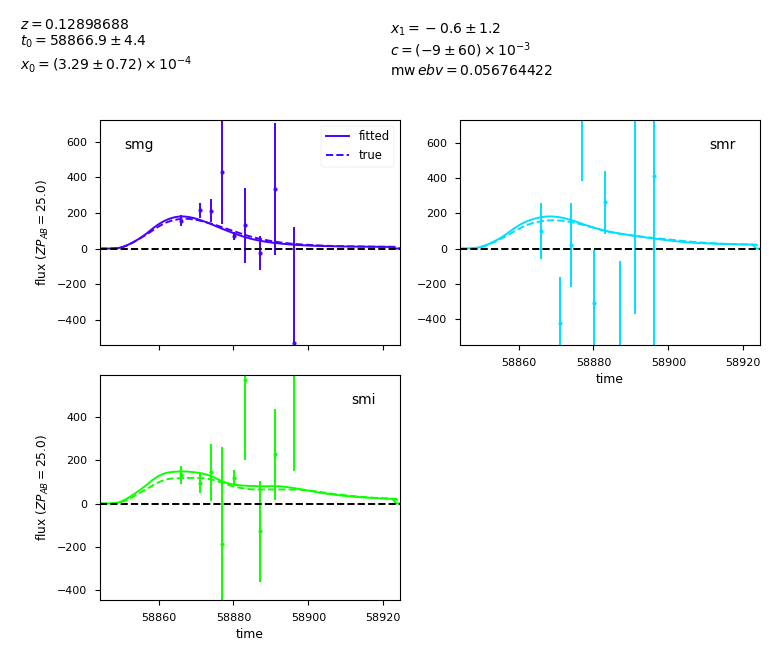 z = 0.12898688
t₀ = 58866.9 ± 4.4
x₀ = (3.29 ± 0.72) × 10⁻⁴
x₁ = −0.6 ± 1.2
c = (−9 ± 60) × 10⁻³
mw ebv = 0.056764422
smg
fitted
true
600
400
200
0
−200
−400
flux (ZP_AB = 25.0)
smr
600
400
200
0
−200
−400
58860 58880 58900 58920
time
smi
400
200
0
−200
−400
flux (ZP_AB = 25.0)
58860 58880 58900 58920
time